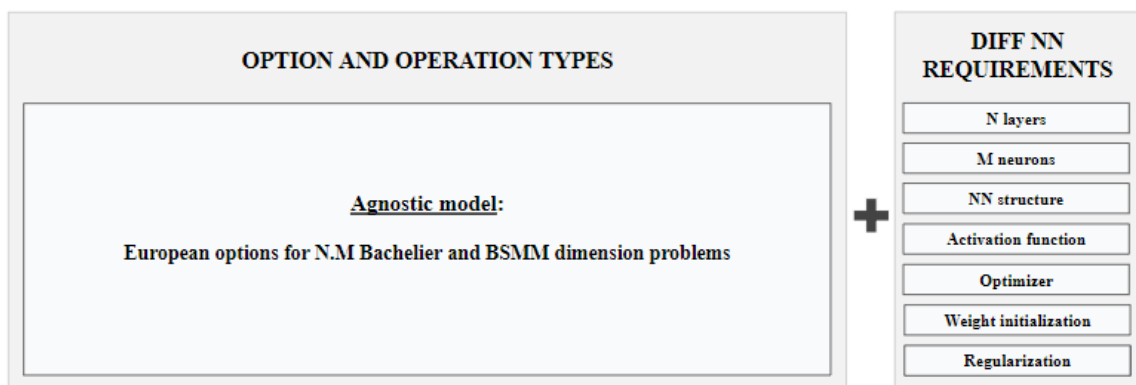 OPTION AND OPERATION TYPES
Agnostic model:
European options for N.M Bachelier and BSMM dimension problems
DIFF NN
REQUIREMENTS
N layers
M neurons
NN structure
Activation function
Optimizer
Weight initialization
Regularization